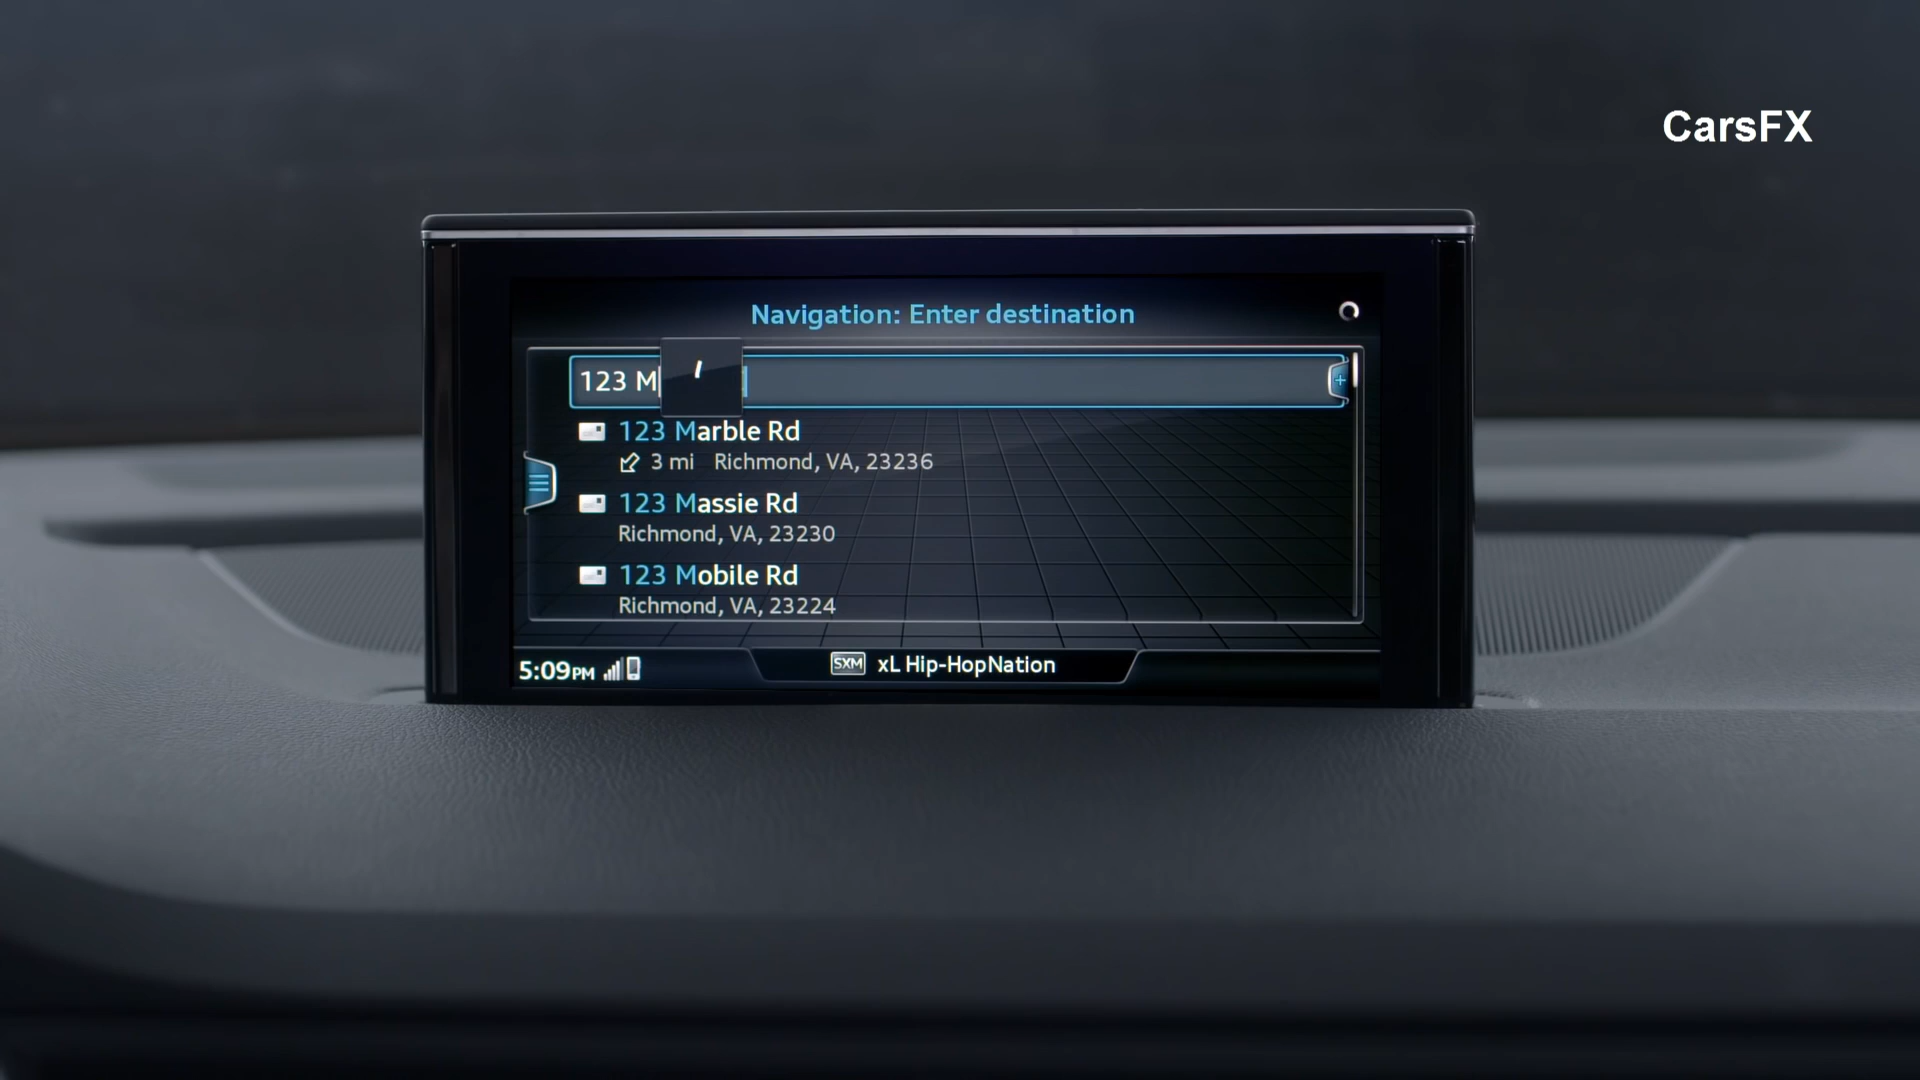 CarsFX
Navigation: Enter destination
123 M
123 Marble Rd
3 mi Richmond, VA, 23236
123 Massie Rd
Richmond, VA, 23230
123 Mobile Rd
Richmond, VA, 23224
5:09PM
SXM xL Hip-HopNation